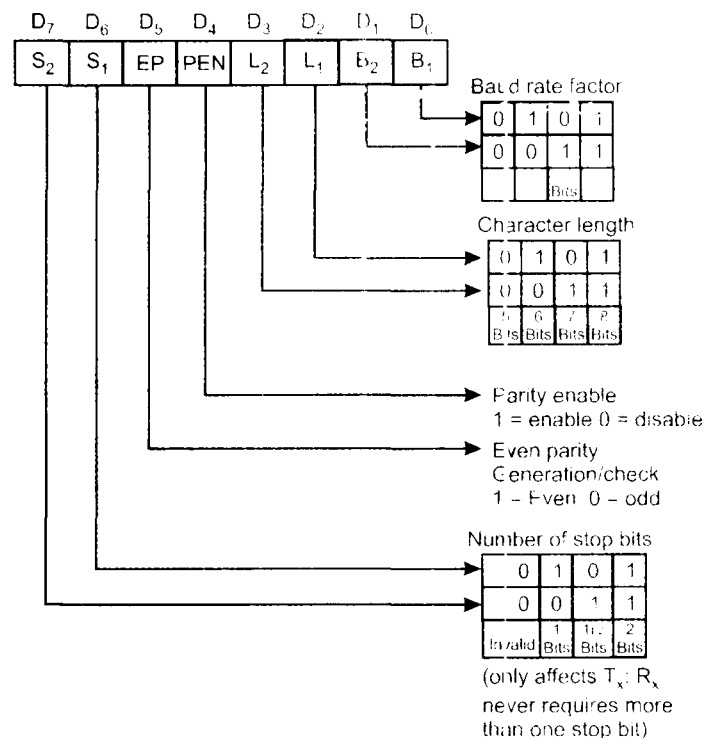 D7 D6 D5 D4 D3 D2 D1 D0
S2 S1 EP PEN L2 L1 B2 B1
Baud rate factor
0 1 0 1
0 0 1 1
Bits
Character length
0 1 0 1
0 0 1 1
5 6 7 8
Bits Bits Bits Bits
Parity enable
1 = enable 0 = disable
Even parity
Generation/check
1 – Even 0 – odd
Number of stop bits
0 1 0 1
0 0 1 1
1 2
Invalid Bits Bits Bits
(only affects Tx: Rx
never requires more
than one stop bit)